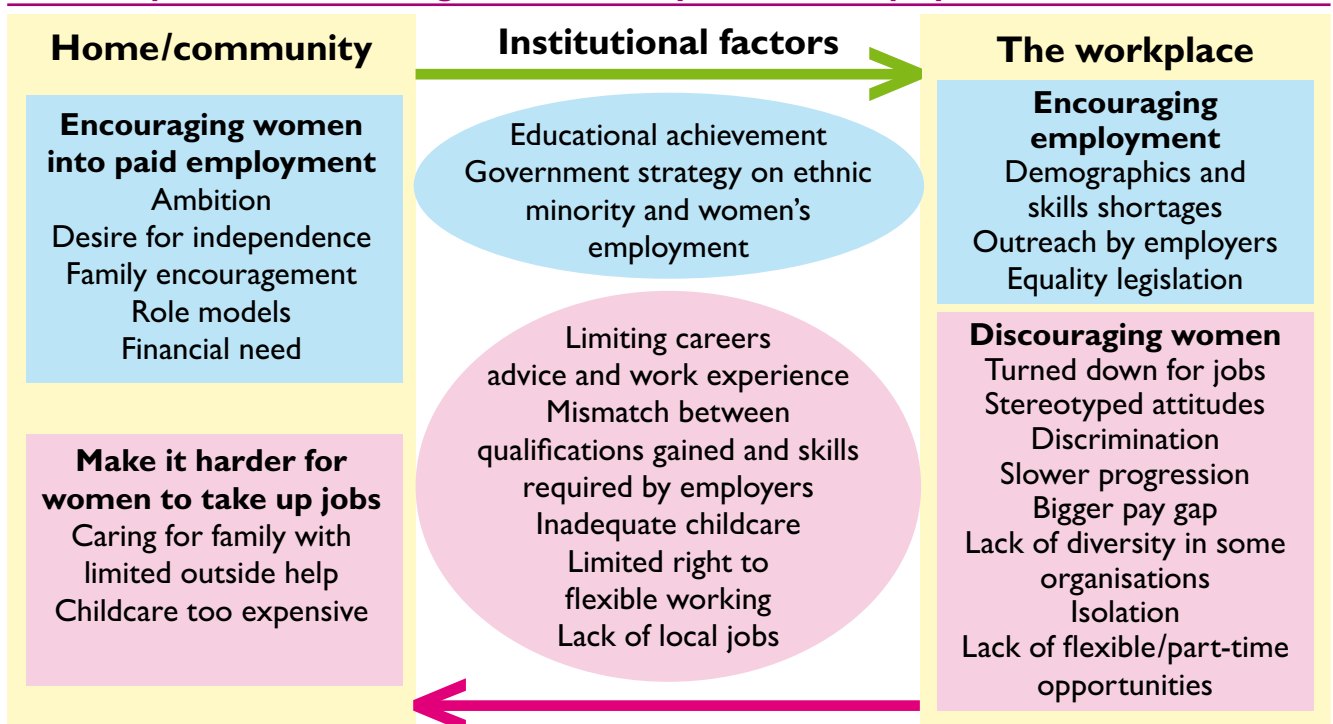 Home/community
Encouraging women
into paid employment
Ambition
Desire for independence
Family encouragement
Role models
Financial need
Make it harder for
women to take up jobs
Caring for family with
limited outside help
Childcare too expensive
Institutional factors
Educational achievement
Government strategy on ethnic
minority and women's
employment
Limiting careers
advice and work experience
Mismatch between
qualifications gained and skills
required by employers
Inadequate childcare
Limited right to
flexible working
Lack of local jobs
The workplace
Encouraging
employment
Demographics and
skills shortages
Outreach by employers
Equality legislation
Discouraging women
Turned down for jobs
Stereotyped attitudes
Discrimination
Slower progression
Bigger pay gap
Lack of diversity in some
organisations
Isolation
Lack of flexible/part-time
opportunities